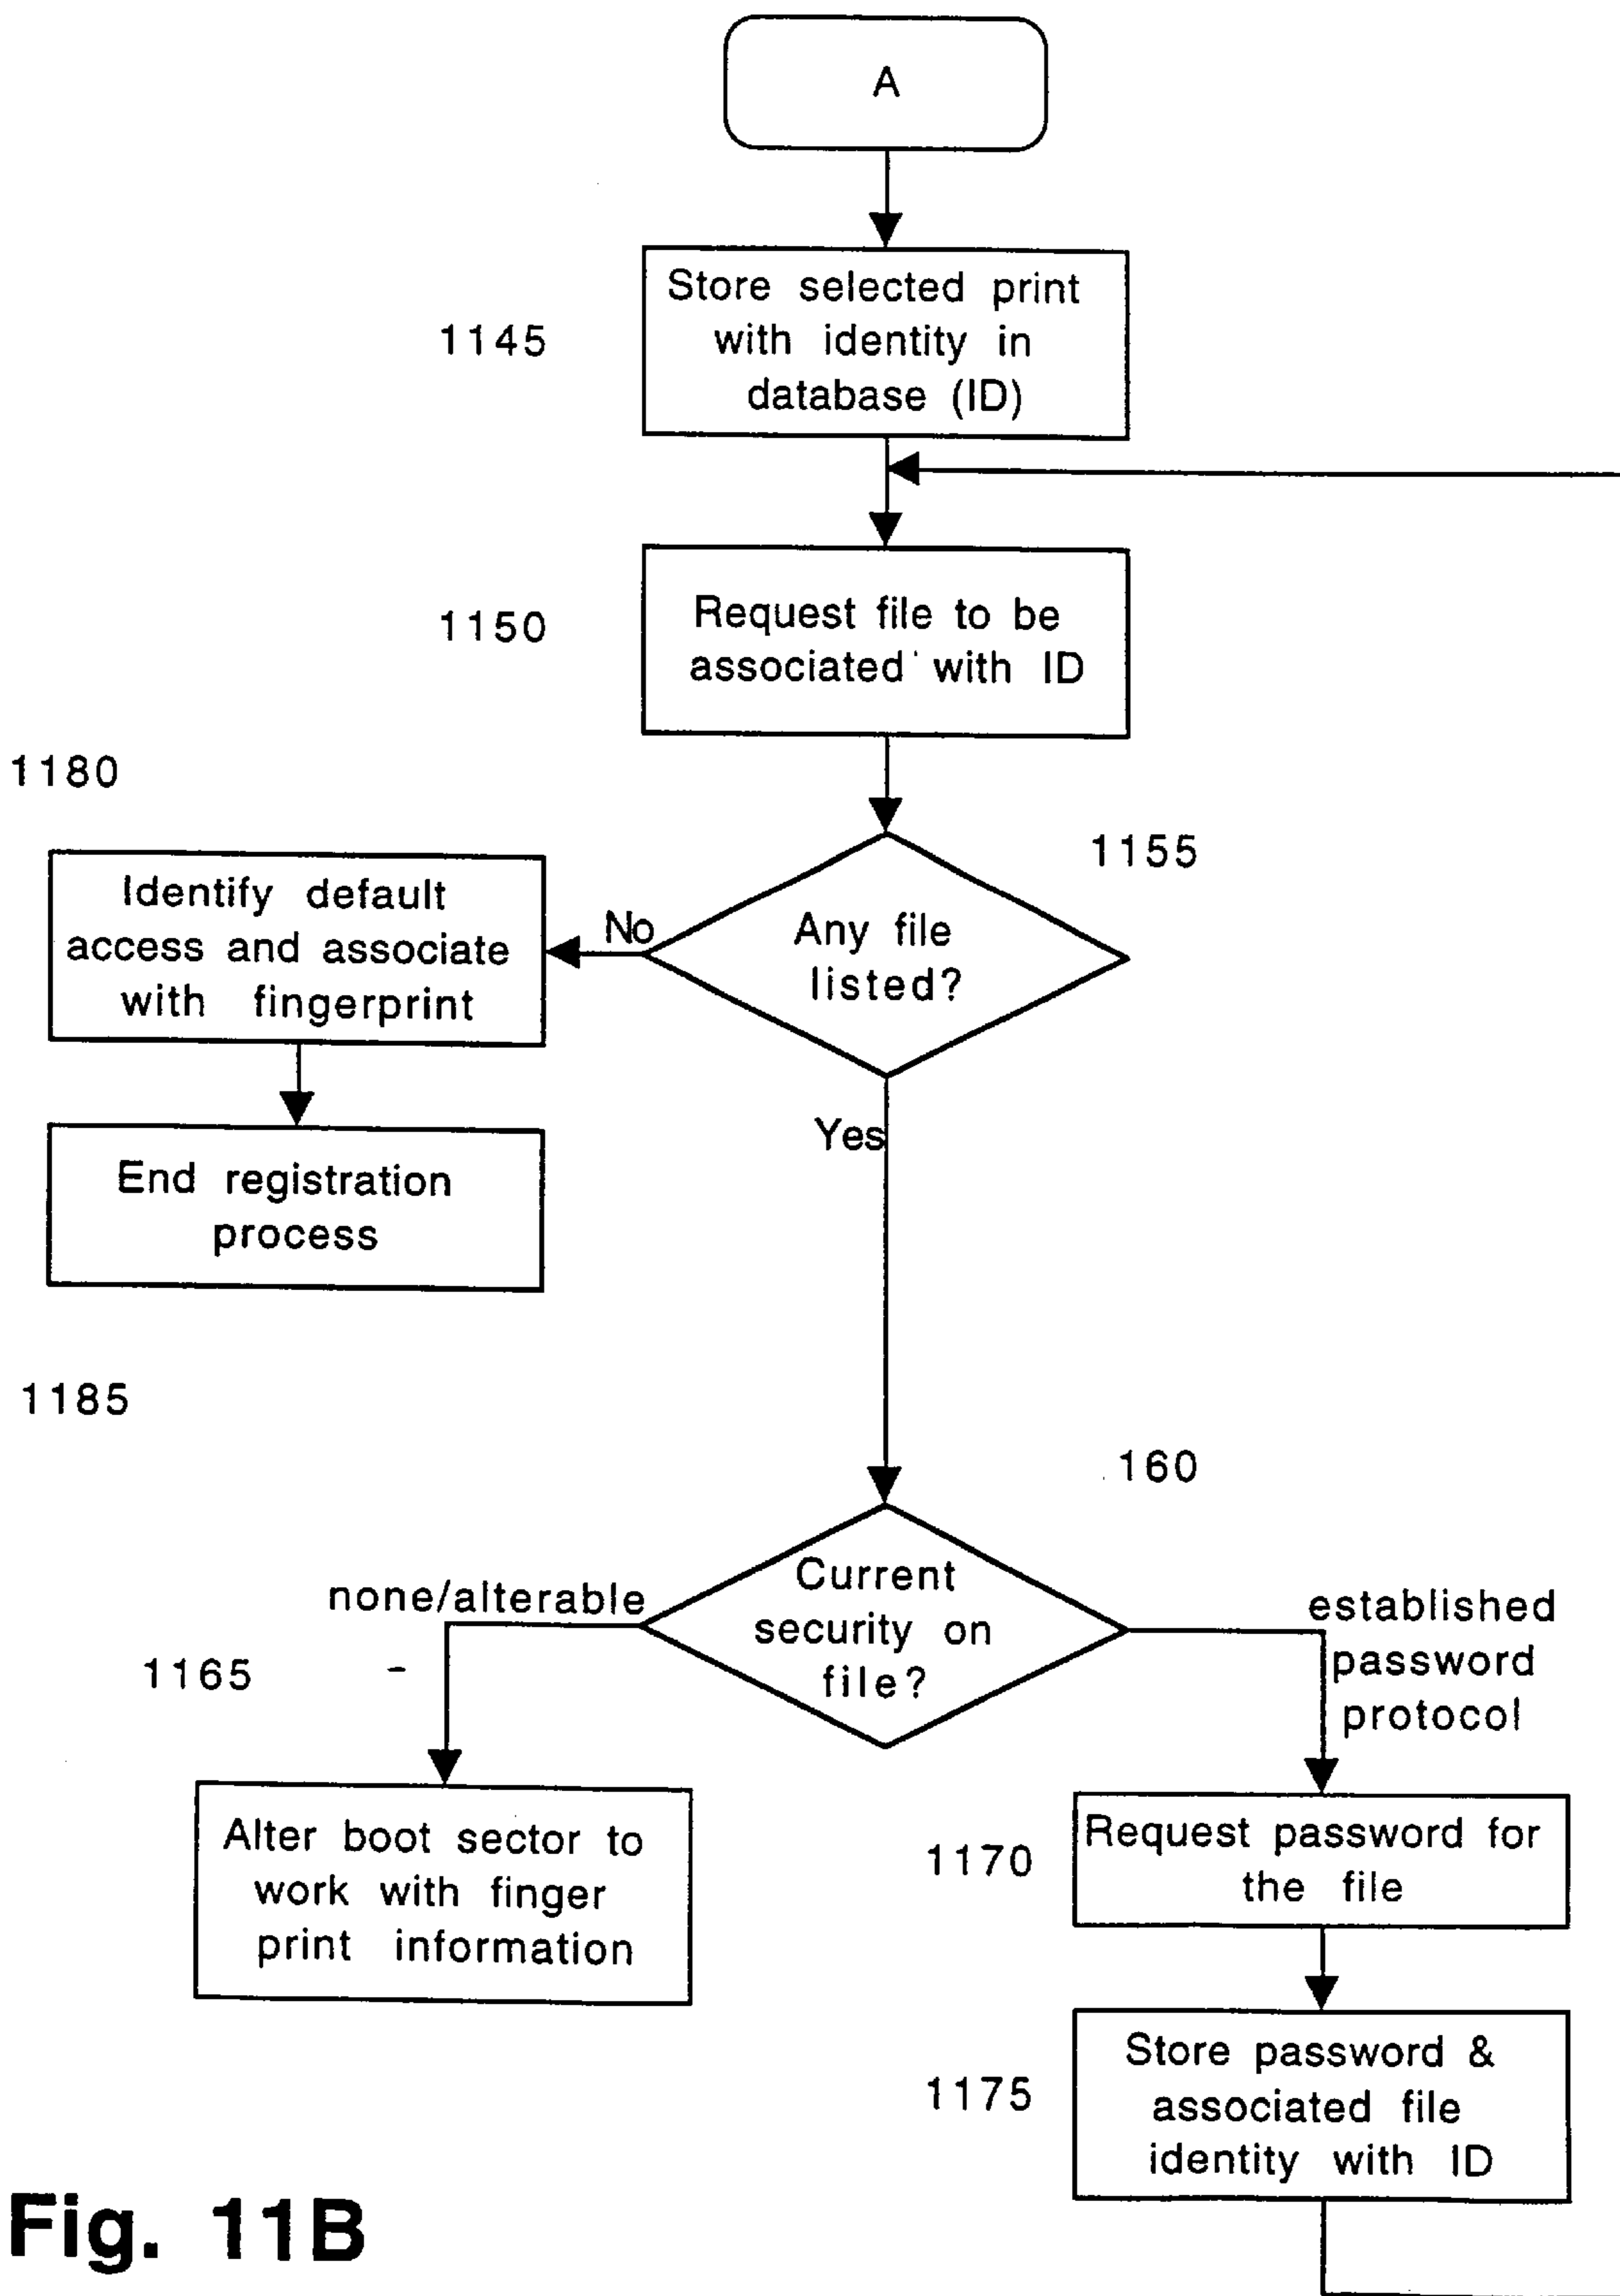 A
Store selected print
with identity in
database (ID)
1145
Request file to be
associated with ID
1150
1180
1155
Any file
listed?
No
Identify default
access and associate
with fingerprint
End registration
process
Yes
1185
160
Current
security on
file?
none/alterable
established
password
protocol
1165
Alter boot sector to
work with finger
print information
1170
Request password for
the file
1175
Store password &
associated file
identity with ID
Fig. 11B